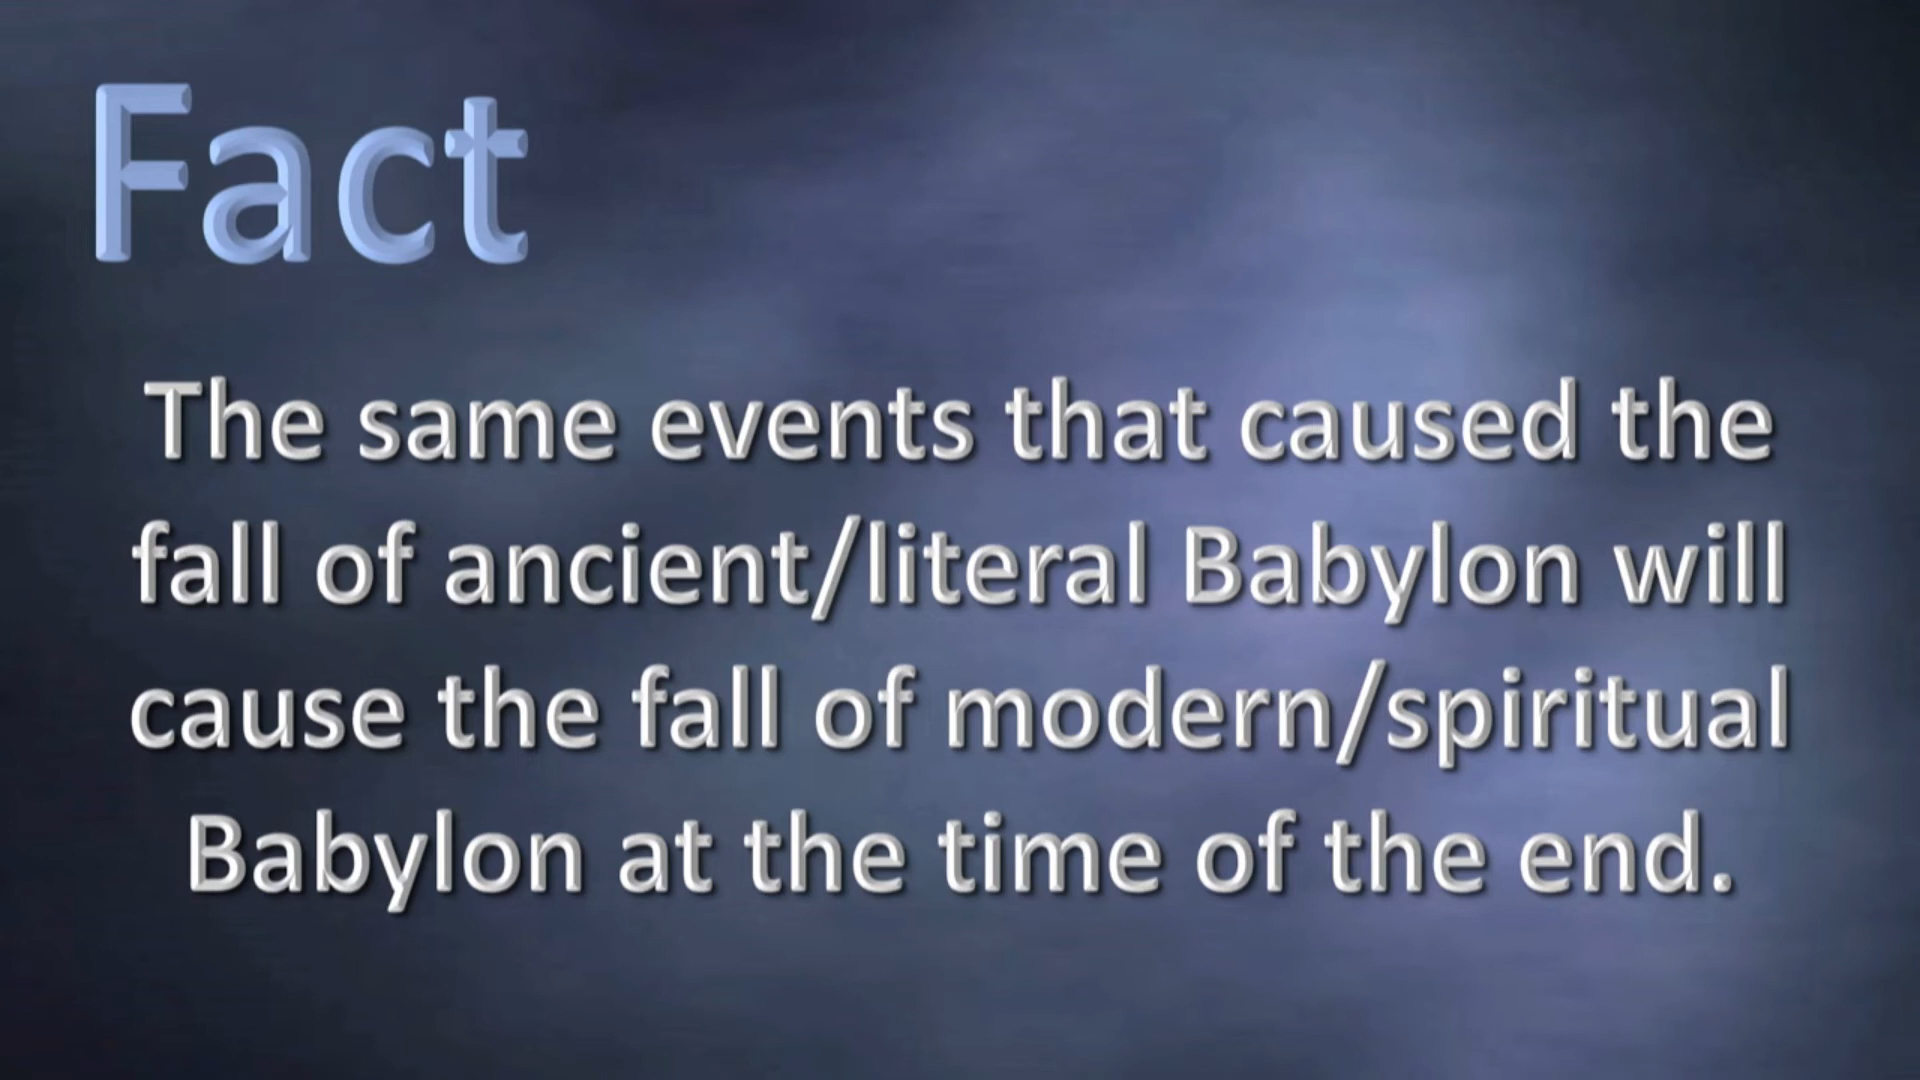 Fact
The same events that caused the
fall of ancient/literal Babylon will
cause the fall of modern/spiritual
Babylon at the time of the end.